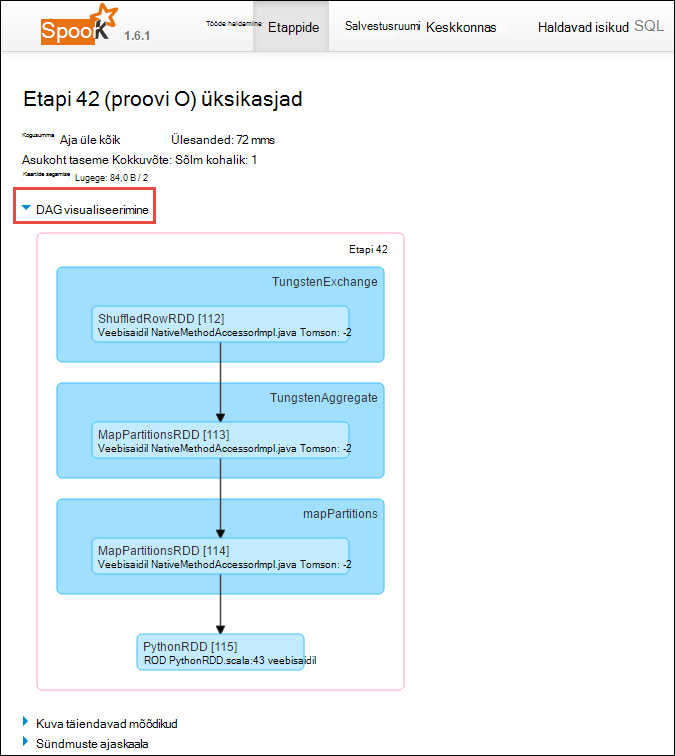 Spook 1.6.1 Tööde haldamine Etappide Salvestusruumi Keskkonnas Haldavad isikud SQL
Etapi 42 (proovi O) üksikasjad
Kogusumma Aja üle kõik Ülesanded: 72 mms
Asukoht taseme Kokkuvõte: Sõlm kohalik: 1
Kaartide segamise Lugege: 84,0 B / 2
DAG visualiseerimine
Etapi 42
TungstenExchange
ShuffledRowRDD [112]
Veebisaidil NativeMethodAccessorImpl.java Tomson: -2
TungstenAggregate
MapPartitionsRDD [113]
Veebisaidil NativeMethodAccessorImpl.java Tomson: -2
mapPartitions
MapPartitionsRDD [114]
Veebisaidil NativeMethodAccessorImpl.java Tomson: -2
PythonRDD [115]
ROD PythonRDD.scala:43 veebisaidil
Kuva täiendavad mõõdikud
Sündmuste ajaskaala